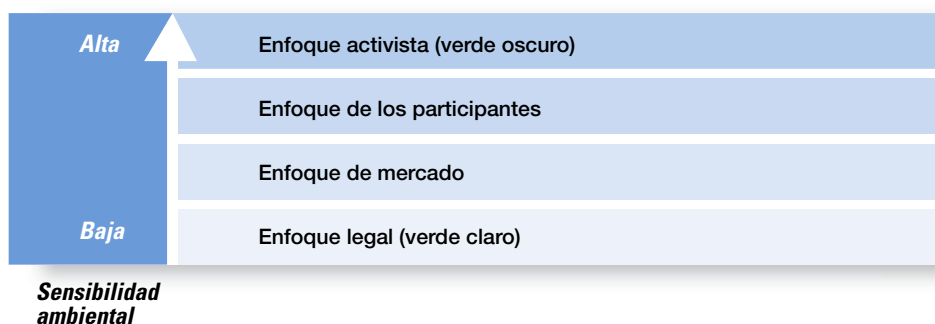 Alta
Enfoque activista (verde oscuro)
Enfoque de los participantes
Enfoque de mercado
Baja
Enfoque legal (verde claro)
Sensibilidad
ambiental